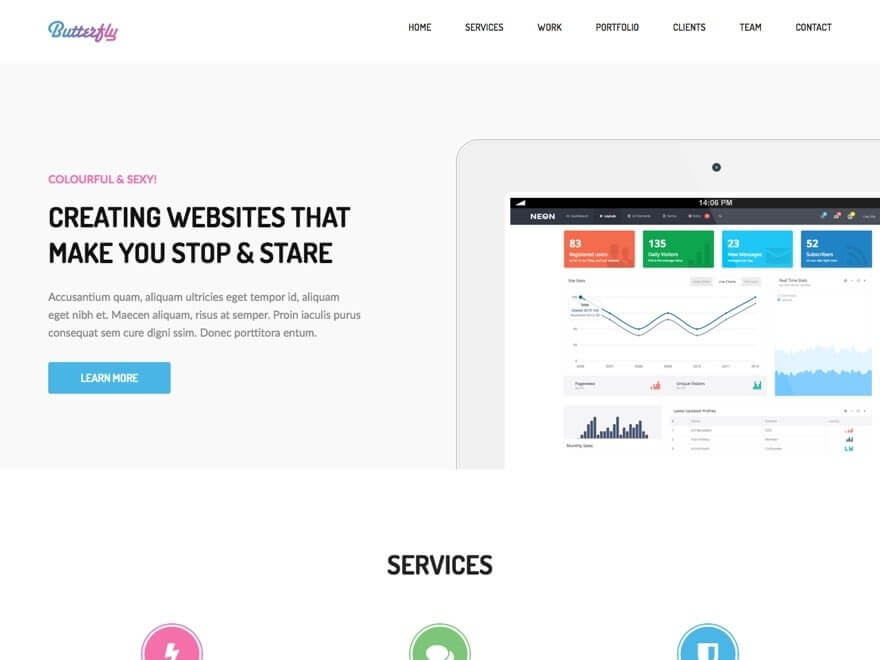 Butterfly
HOME
SERVICES
WORK
PORTFOLIO
CLIENTS
TEAM
CONTACT
COLOURFUL & SEXY!
CREATING WEBSITES THAT
MAKE YOU STOP & STARE
Accusantium quam, aliquam ultricies eget tempor id, aliquam
eget nibh et. Maecen aliquam, risus at semper. Proin iaculis purus
consequat sem cure digni ssim. Donec porttitora entum.
LEARN MORE
14:06 PM
NEON
83
Registered users
135
Daily Visitors
23
New Messages
52
Subscribers
Site Stats
Line Charts
Real Time Stats
Pageviews
Unique Visitors
Monthly Sales
Latest Updated Profiles
SERVICES